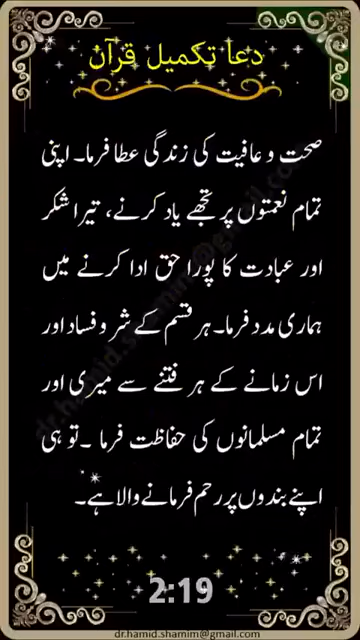 دعا تکمیل قرآن
صحت و عافیت کی زندگی عطا فرما۔ اپنی
تمام نعمتوں پر تجھے یاد کرنے، تیرا شکر
اور عبادت کا پورا حق ادا کرنے میں
ہماری مدد فرما۔ ہر قسم کے شر و فساد اور
اس زمانے کے ہر فتنے سے میری اور
تمام مسلمانوں کی حفاظت فرما ۔ تو ہی
اپنے بندوں پر رحم فرمانے والا ہے۔
2:19
dr.hamid.shamim@gmail.com